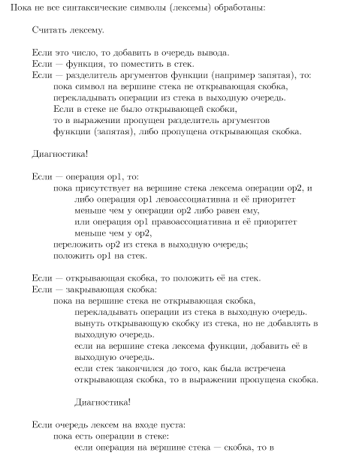 Пока не все синтаксические символы (лексемы) обработаны:
Считать лексему.
Если это число, то добавить в очередь вывода.
Если — функция, то поместить в стек.
Если — разделитель аргументов функции (например запятая), то:
пока символ на вершине стека не открывающая скобка,
перекладывать операции из стека в выходную очередь.
Если в стеке не было открывающей скобки,
то в выражении пропущен разделитель аргументов
функции (запятая), либо пропущена открывающая скобка.
Диагностика!
Если — операция op1, то:
пока присутствует на вершине стека лексема операции op2, и
либо операция op1 левоассоциативна и её приоритет
меньше чем у операции op2 либо равен ему,
или операция op1 правоассоциативна и её приоритет
меньше чем у op2,
переложить op2 из стека в выходную очередь;
положить op1 на стек.
Если — открывающая скобка, то положить её на стек.
Если — закрывающая скобка:
пока на вершине стека не открывающая скобка,
перекладывать операции из стека в выходную очередь.
вынуть открывающую скобку из стека, но не добавлять в
выходную очередь.
если на вершине стека лексема функции, добавить её в
выходную очередь.
если стек закончился до того, как была встречена
открывающая скобка, то в выражении пропущена скобка.
Диагностика!
Если очередь лексем на входе пуста:
пока есть операции в стеке:
если операция на вершине стека — скобка, то в